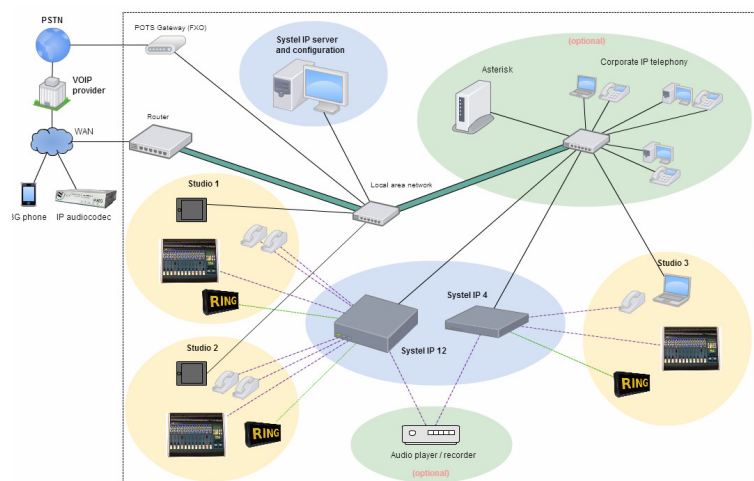 PSTN
POTS Gateway (FXO)
Systel IP server
and configuration
(optional)
Corporate IP telephony
Asterisk
VOIP
provider
WAN
Router
3G phone
IP audiocodec
Local area network
Studio 1
RING
Studio 2
RING
Systel IP 12
Systel IP 4
Studio 3
RING
Audio player / recorder
(optional)